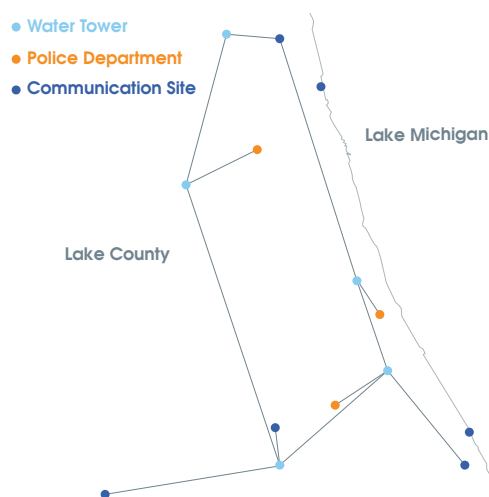 Water Tower
Police Department
Communication Site
Lake Michigan
Lake County